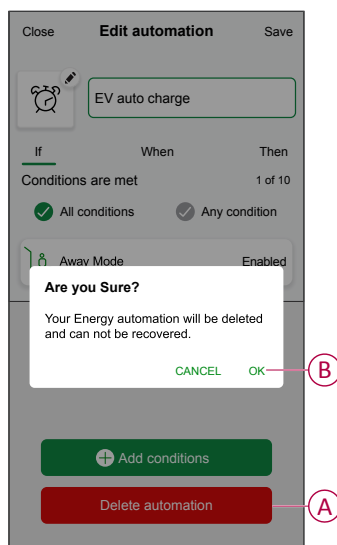 Close Edit automation Save
EV auto charge
If When Then
Conditions are met 1 of 10
All conditions Any condition
Away Mode Enabled
Are you Sure?
Your Energy automation will be deleted
and can not be recovered.
CANCEL OK B
Add conditions
Delete automation A